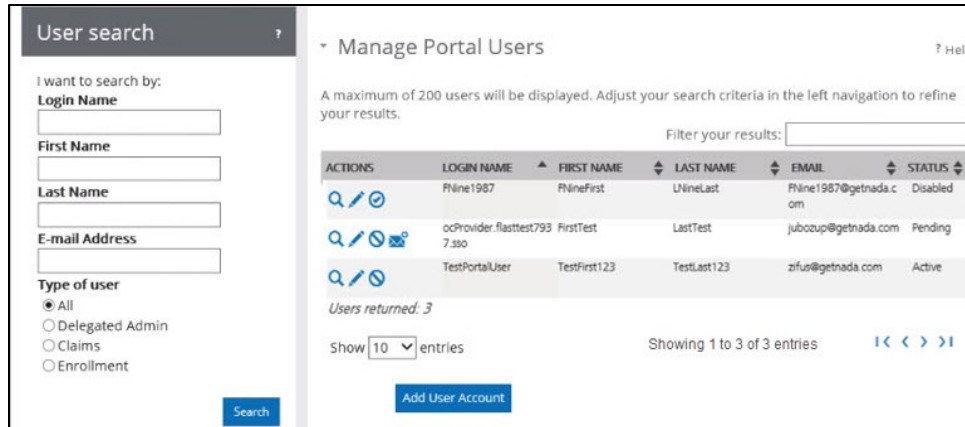 User search ?
I want to search by:
Login Name
First Name
Last Name
E-mail Address
Type of user
All
Delegated Admin
Claims
Enrollment
Search
Manage Portal Users
? Hel
A maximum of 200 users will be displayed. Adjust your search criteria in the left navigation to refine
your results.
Filter your results:
ACTIONS LOGIN NAME FIRST NAME LAST NAME EMAIL STATUS
FNine1987 FNineFirst LNineLast FNine1987@getnada.c Disabled
om
ocProvider.flasttest793 FirstTest LastTest jubozup@getnada.com Pending
7.sso
TestPortalUser TestFirst123 TestLast123 zifus@getnada.com Active
Users returned: 3
Show 10 entries
Showing 1 to 3 of 3 entries
Add User Account